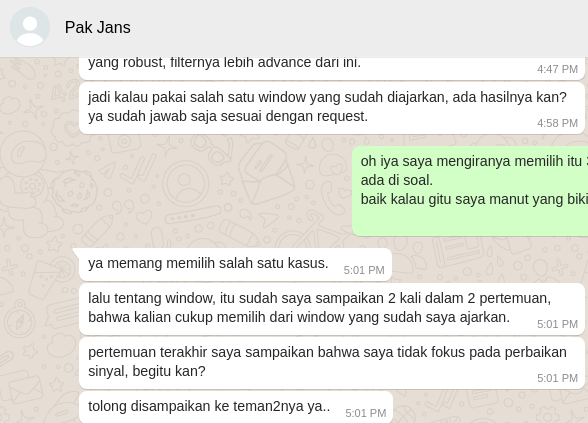 Pak Jans
yang robust, filternya lebih advance dari ini.
4:47 PM
jadi kalau pakai salah satu window yang sudah diajarkan, ada hasilnya kan?
ya sudah jawab saja sesuai dengan request.
4:58 PM
oh iya saya mengiranya memilih itu
ada di soal.
baik kalau gitu saya manut yang biki
ya memang memilih salah satu kasus.
5:01 PM
lalu tentang window, itu sudah saya sampaikan 2 kali dalam 2 pertemuan,
bahwa kalian cukup memilih dari window yang sudah saya ajarkan.
5:01 PM
pertemuan terakhir saya sampaikan bahwa saya tidak fokus pada perbaikan
sinyal, begitu kan?
5:01 PM
tolong disampaikan ke teman2nya ya..
5:01 PM